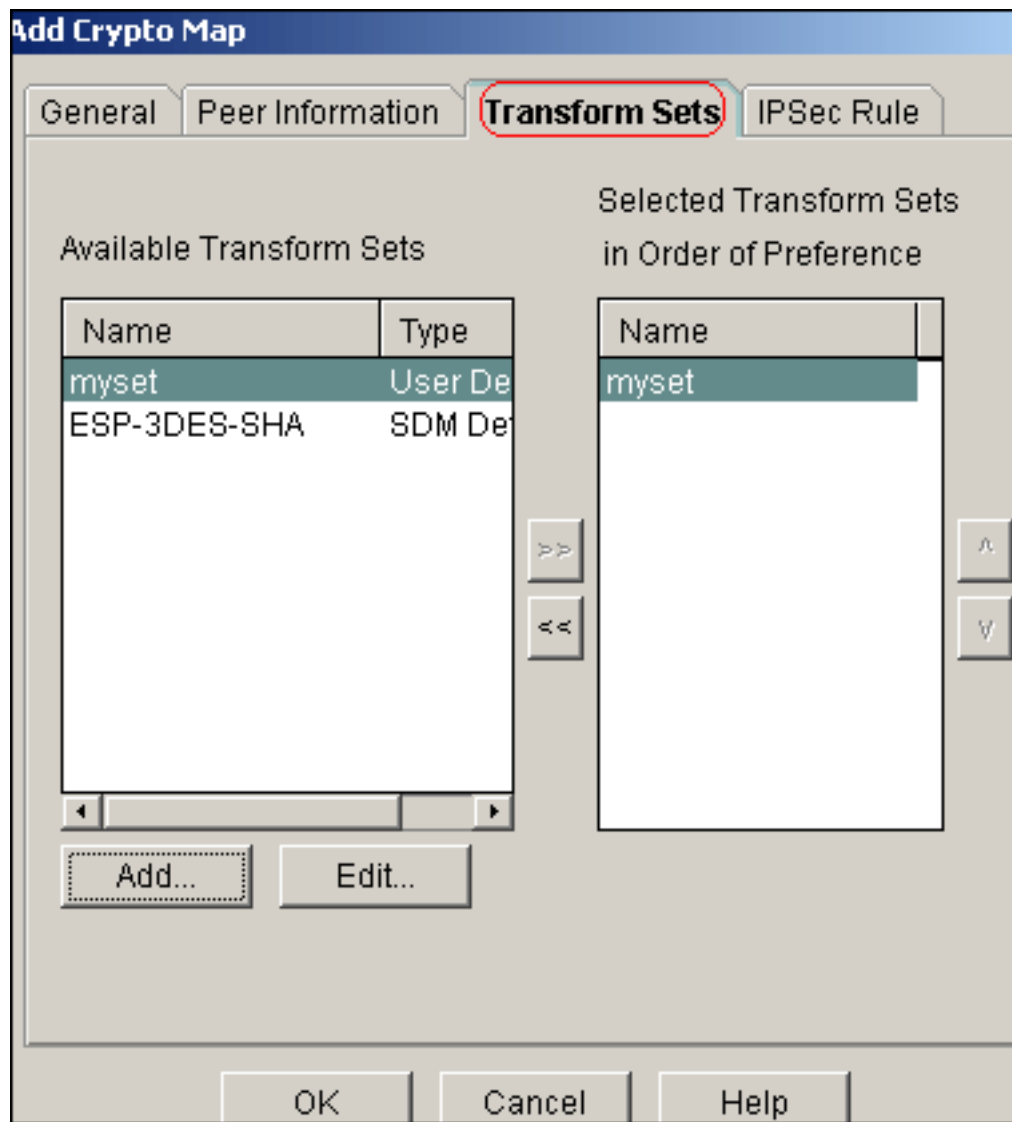 Add Crypto Map
General Peer Information Transform Sets IPSec Rule
Selected Transform Sets
in Order of Preference
Available Transform Sets
Name Type
myset User De
ESP-3DES-SHA SDM De
Name
myset
>>
<<
Add... Edit...
OK Cancel Help